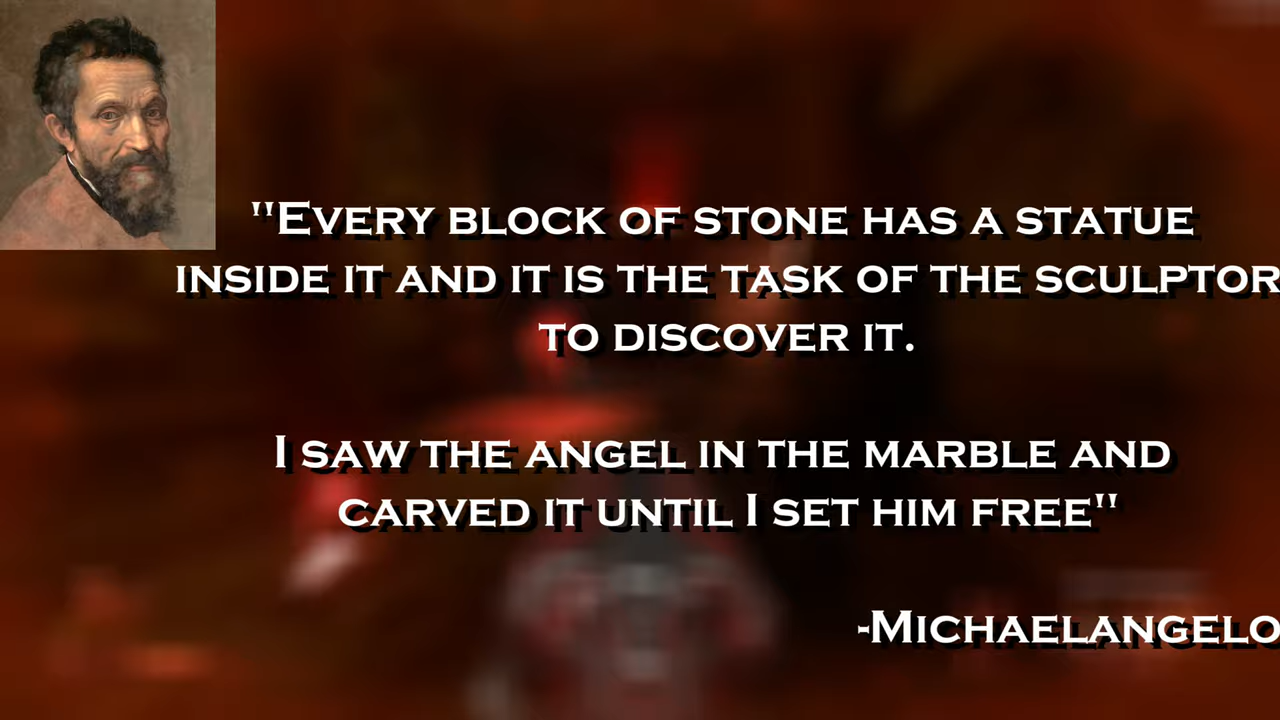 "Every block of stone has a statue
inside it and it is the task of the sculptor
to discover it.
I saw the angel in the marble and
carved it until I set him free"
-Michaelangelo